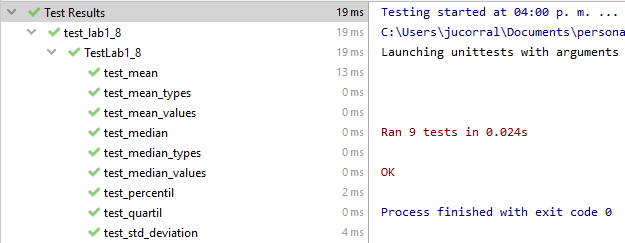 Test Results 19 ms
test_lab1_8 19 ms
TestLab1_8 19 ms
test_mean 13 ms
test_mean_types 0 ms
test_mean_values 0 ms
test_median 0 ms
test_median_types 0 ms
test_median_values 0 ms
test_percentil 2 ms
test_quartil 0 ms
test_std_deviation 4 ms
Testing started at 04:00 p. m. ...
C:\Users\jucorral\Documents\persona
Launching unittests with arguments
Ran 9 tests in 0.024s
OK
Process finished with exit code 0